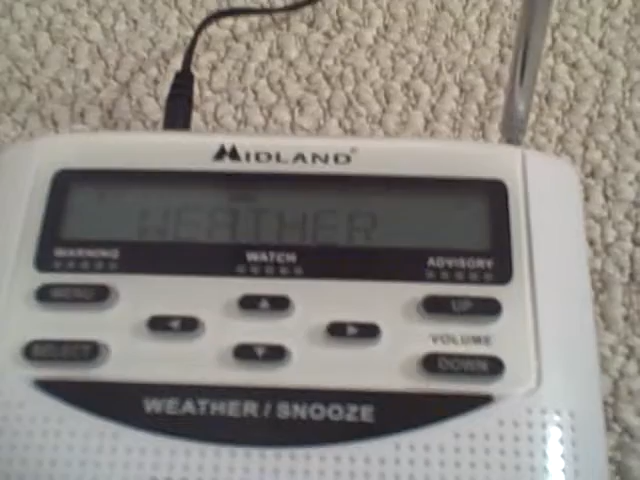 MIDLAND
WEATHER
WARNING WATCH ADVISORY
MENU UP
VOLUME
SELECT DOWN
WEATHER / SNOOZE